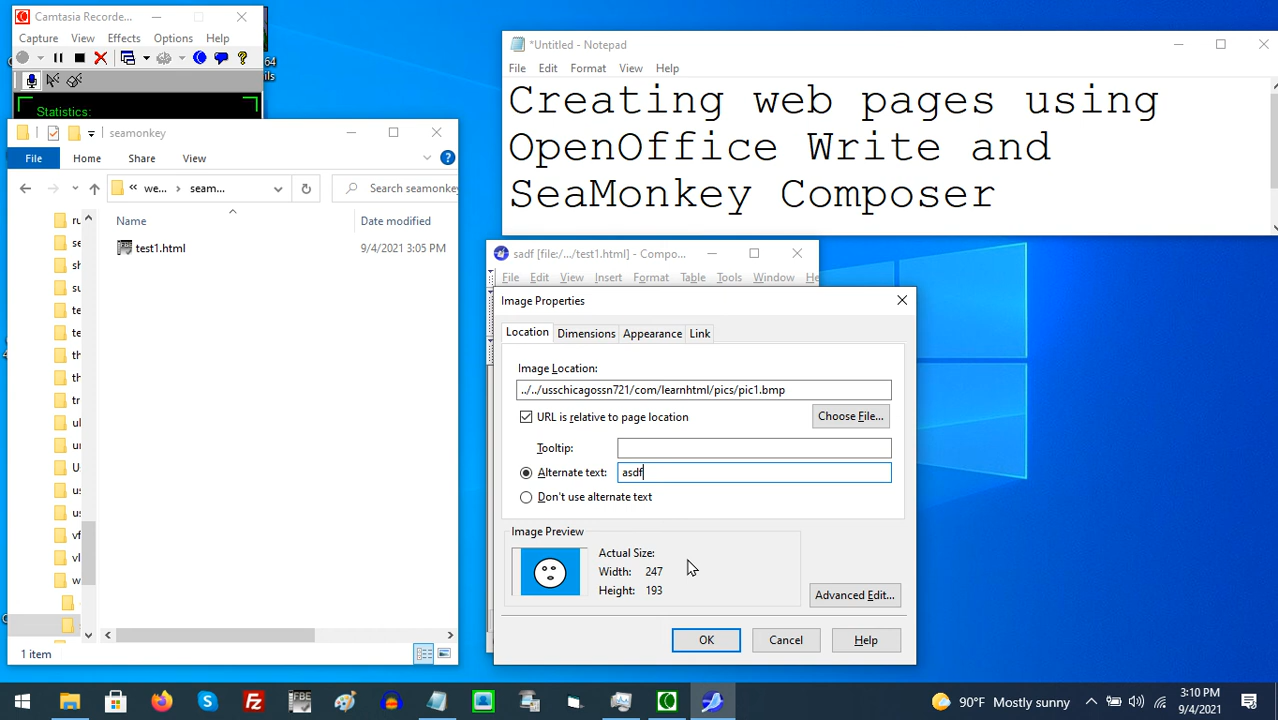 Camtasia Recorde...
Capture View Effects Options Help
Statistics:
*Untitled - Notepad
File Edit Format View Help
Creating web pages using
OpenOffice Write and
SeaMonkey Composer
seamonkey
File Home Share View
« we... › seam...
Search seamonkey
Name Date modified
test1.html 9/4/2021 3:05 PM
1 item
sadf [file:/.../test1.html] - Compo...
File Edit View Insert Format Table Tools Window He
Image Properties
Location Dimensions Appearance Link
Image Location:
../../usschicagossn721/com/learnhtml/pics/pic1.bmp
URL is relative to page location
Choose File...
Tooltip:
Alternate text: asdf
Don't use alternate text
Image Preview
Actual Size:
Width: 247
Height: 193
Advanced Edit...
OK Cancel Help
90°F Mostly sunny
3:10 PM
9/4/2021